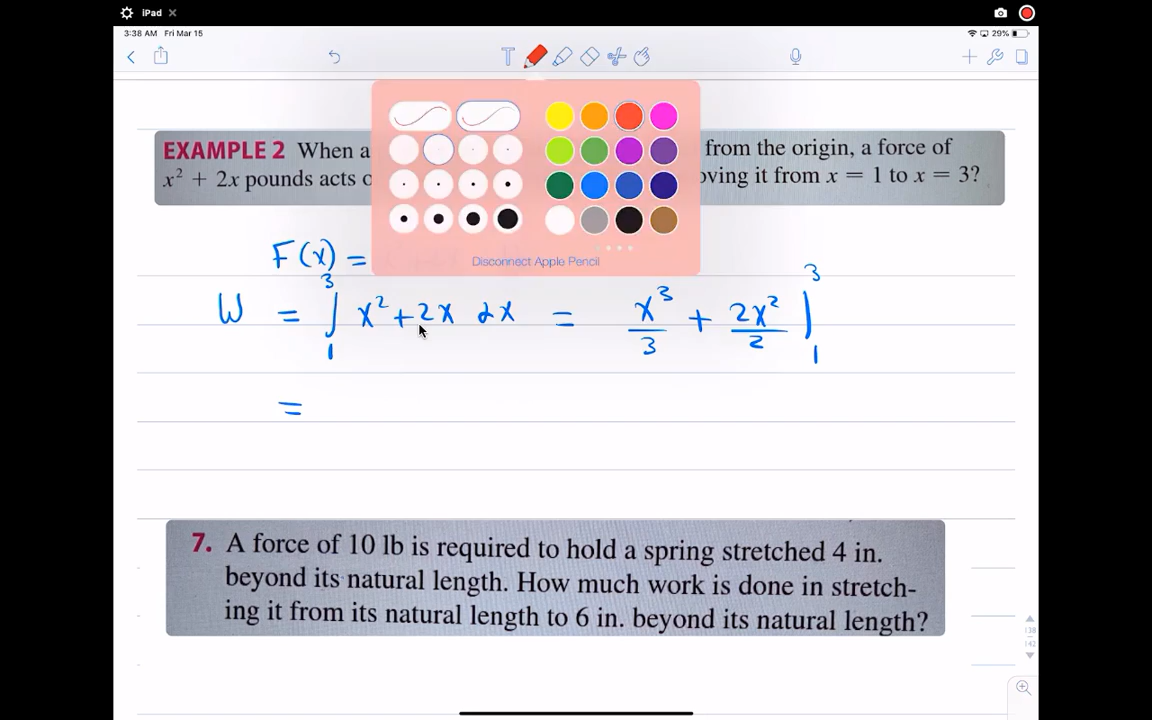 iPad
3:38 AM Fri Mar 15
29%
T
EXAMPLE 2 When a from the origin, a force of
x² + 2x pounds acts o oving it from x = 1 to x = 3?
Disconnect Apple Pencil
F(x) =
W = ∫₁³ x² + 2x dx = x³/3 + 2x²/2 |₁³
=
7. A force of 10 lb is required to hold a spring stretched 4 in.
beyond its natural length. How much work is done in stretch-
ing it from its natural length to 6 in. beyond its natural length?
138
142